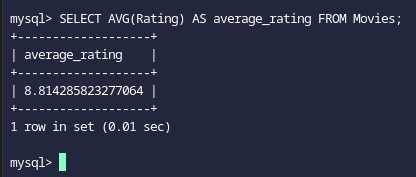 mysql> SELECT AVG(Rating) AS average_rating FROM Movies;
+-------------------+
| average_rating    |
+-------------------+
| 8.814285823277064 |
+-------------------+
1 row in set (0.01 sec)
mysql>